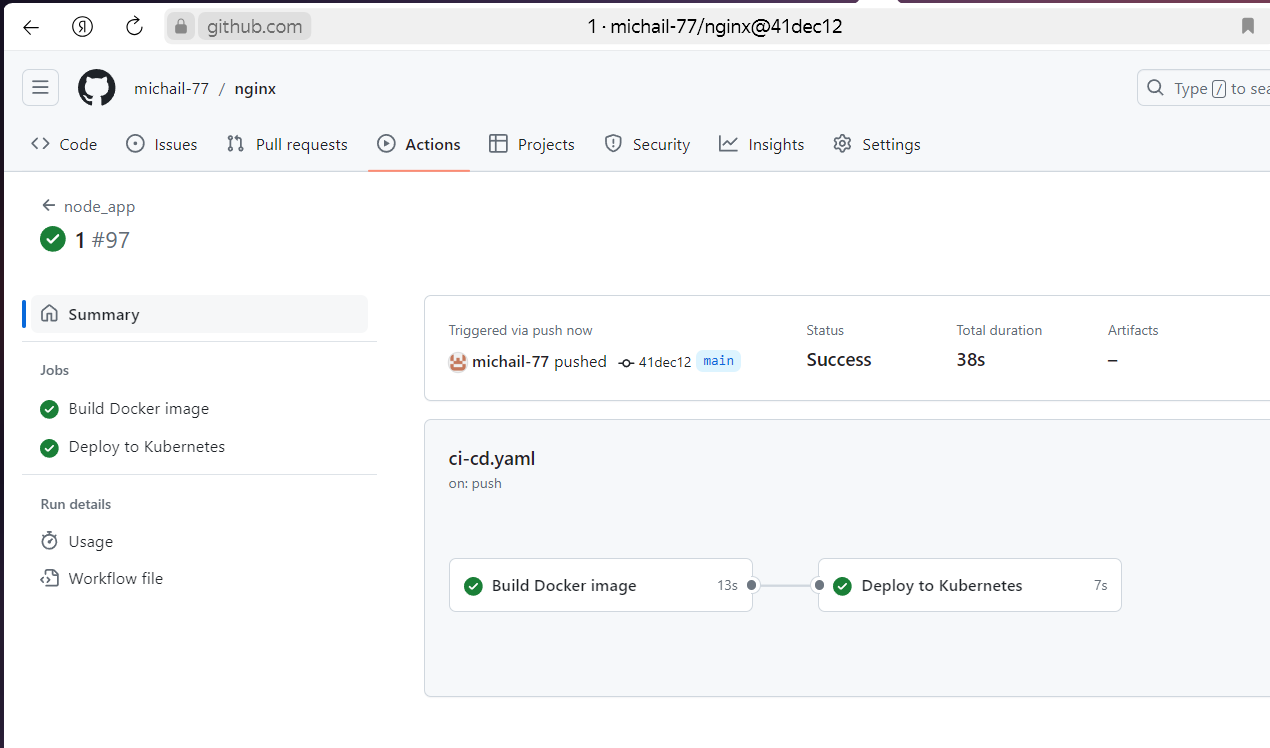 Я github.com 1 · michail-77/nginx@41dec12
michail-77 / nginx
Type / to sea
Code Issues Pull requests Actions Projects Security Insights Settings
node_app
1 #97
Summary
Jobs
Build Docker image
Deploy to Kubernetes
Run details
Usage
Workflow file
Triggered via push now Status Total duration Artifacts
michail-77 pushed 41dec12 main Success 38s –
ci-cd.yaml
on: push
Build Docker image 13s Deploy to Kubernetes 7s